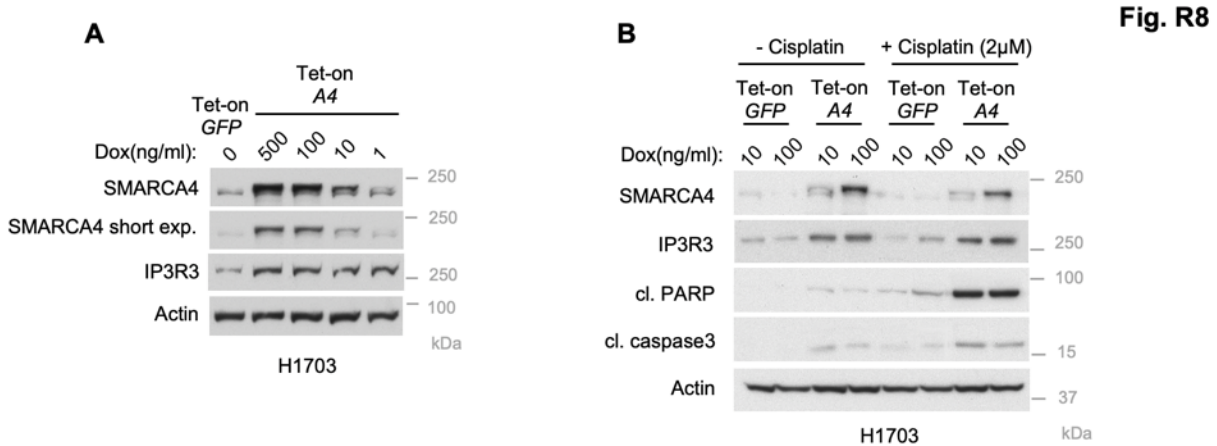 Fig. R8
A
Tet-on
A4
Tet-on
GFP
Dox(ng/ml): 0 500 100 10 1
SMARCA4 250
SMARCA4 short exp. 250
IP3R3 250
Actin 100
kDa
H1703
B
- Cisplatin + Cisplatin (2µM)
Tet-on Tet-on Tet-on Tet-on
GFP A4 GFP A4
Dox(ng/ml): 10 100 10 100 10 100 10 100
SMARCA4 250
IP3R3 250
cl. PARP 100
cl. caspase3 15
Actin 37
kDa
H1703